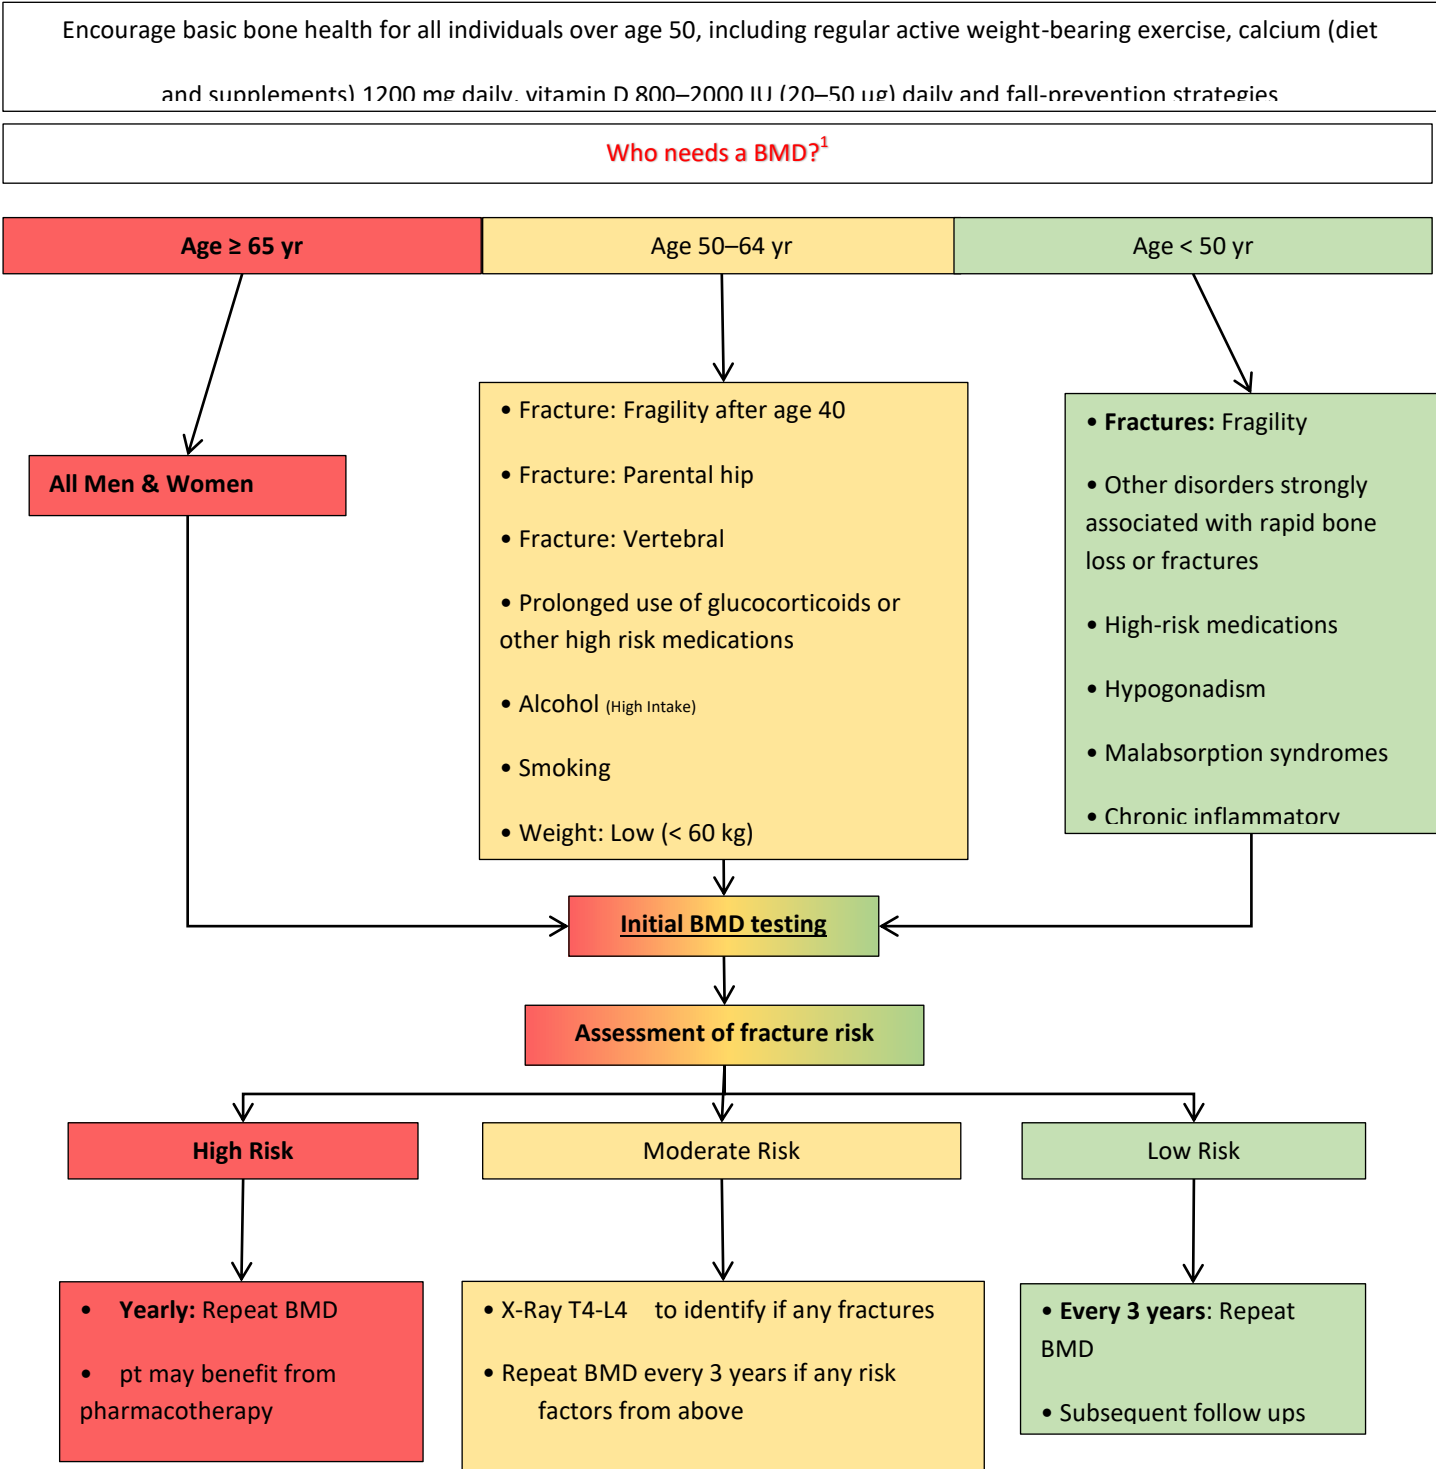 Encourage basic bone health for all individuals over age 50, including regular active weight-bearing exercise, calcium (diet
and supplements) 1200 mg daily, vitamin D 800–2000 IU (20–50 µg) daily and fall-prevention strategies
Who needs a BMD?1
Age ≥ 65 yr
Age 50–64 yr
Age < 50 yr
All Men & Women
• Fracture: Fragility after age 40
• Fracture: Parental hip
• Fracture: Vertebral
• Prolonged use of glucocorticoids or
other high risk medications
• Alcohol (High Intake)
• Smoking
• Weight: Low (< 60 kg)
• Fractures: Fragility
• Other disorders strongly
associated with rapid bone
loss or fractures
• High-risk medications
• Hypogonadism
• Malabsorption syndromes
• Chronic inflammatory
Initial BMD testing
Assessment of fracture risk
High Risk
Moderate Risk
Low Risk
• Yearly: Repeat BMD
• pt may benefit from
pharmacotherapy
• X-Ray T4-L4 to identify if any fractures
• Repeat BMD every 3 years if any risk
factors from above
• Every 3 years: Repeat
BMD
• Subsequent follow ups